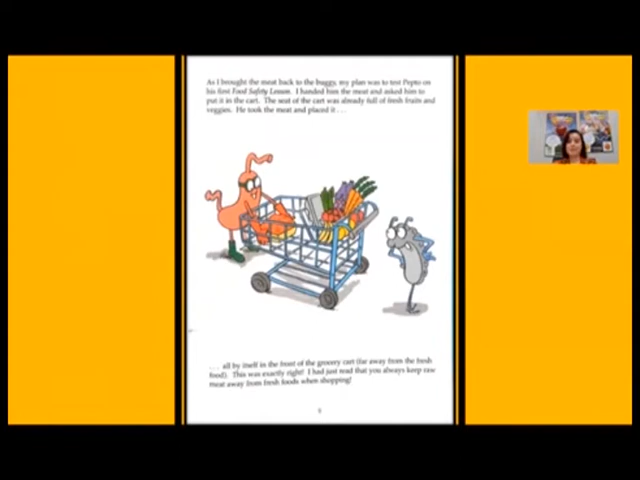 As I brought the meat back to the buggy, my plan was to test Pepto on
his first Food Safety Lesson. I handed him the meat and asked him to
put it in the cart. The seat of the cart was already full of fresh fruits and
veggies. He took the meat and placed it . . .
. . . all by itself in the front of the grocery cart (far away from the fresh
food). This was exactly right! I had just read that you always keep raw
meat away from fresh foods when shopping!